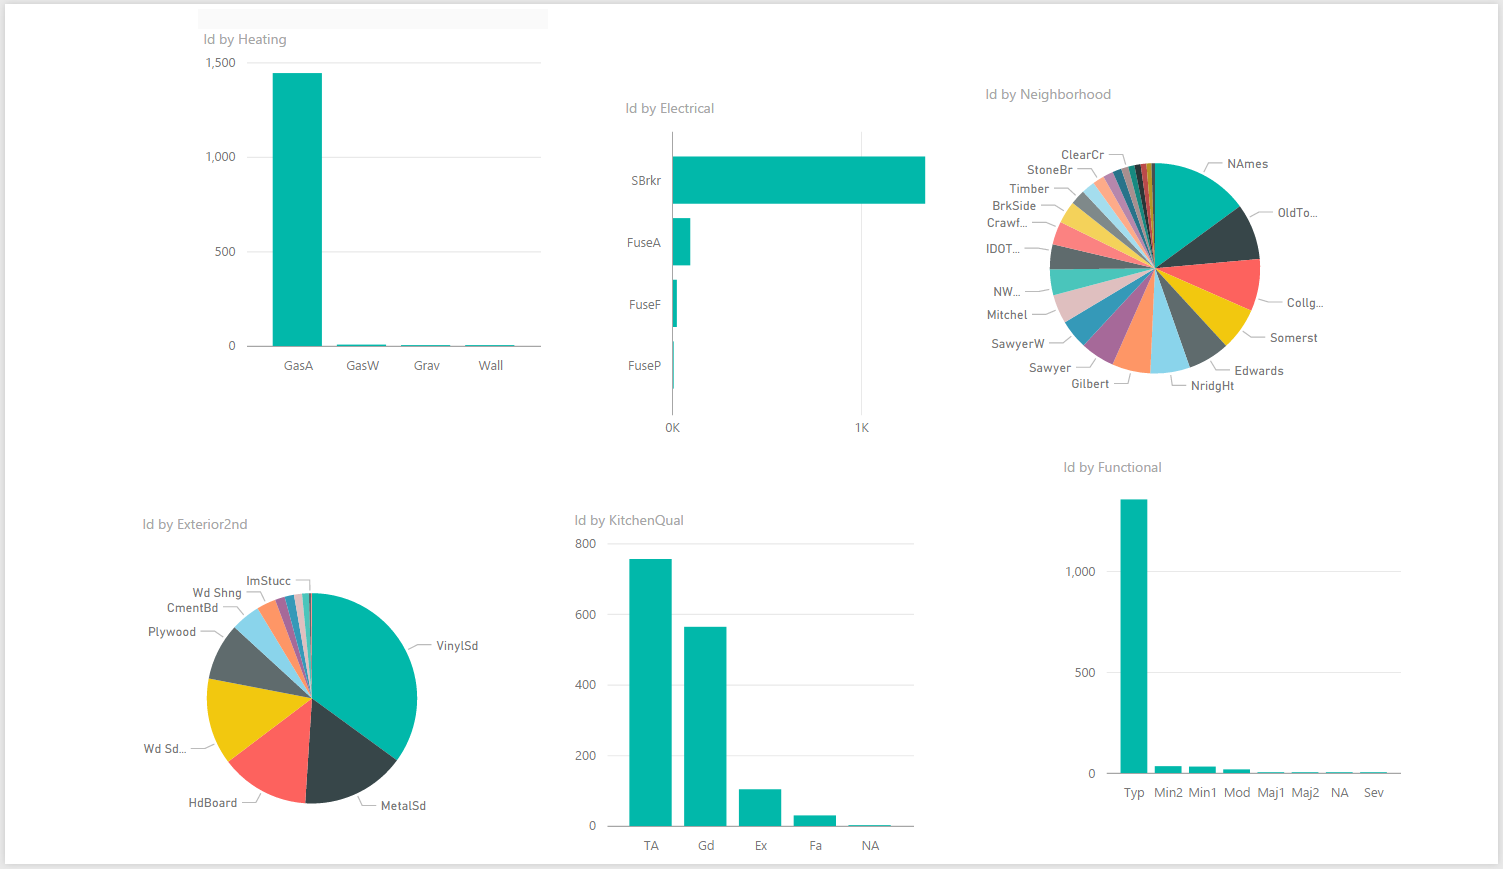 Id by Heating
1,500
1,000
500
0
GasA GasW Grav Wall
Id by Electrical
SBrkr
FuseA
FuseF
FuseP
0K 1K
Id by Neighborhood
ClearCr
StoneBr
Timber
BrkSide
Crawf...
IDOT...
NW...
Mitchel
SawyerW
Sawyer
Gilbert
NAmes
OldTo...
Collg...
Somerst
Edwards
NridgHt
Id by Exterior2nd
ImStucc
Wd Shng
CmentBd
Plywood
Wd Sd...
HdBoard
VinylSd
MetalSd
Id by KitchenQual
800
600
400
200
0
TA Gd Ex Fa NA
Id by Functional
1,000
500
0
Typ Min2 Min1 Mod Maj1 Maj2 NA Sev